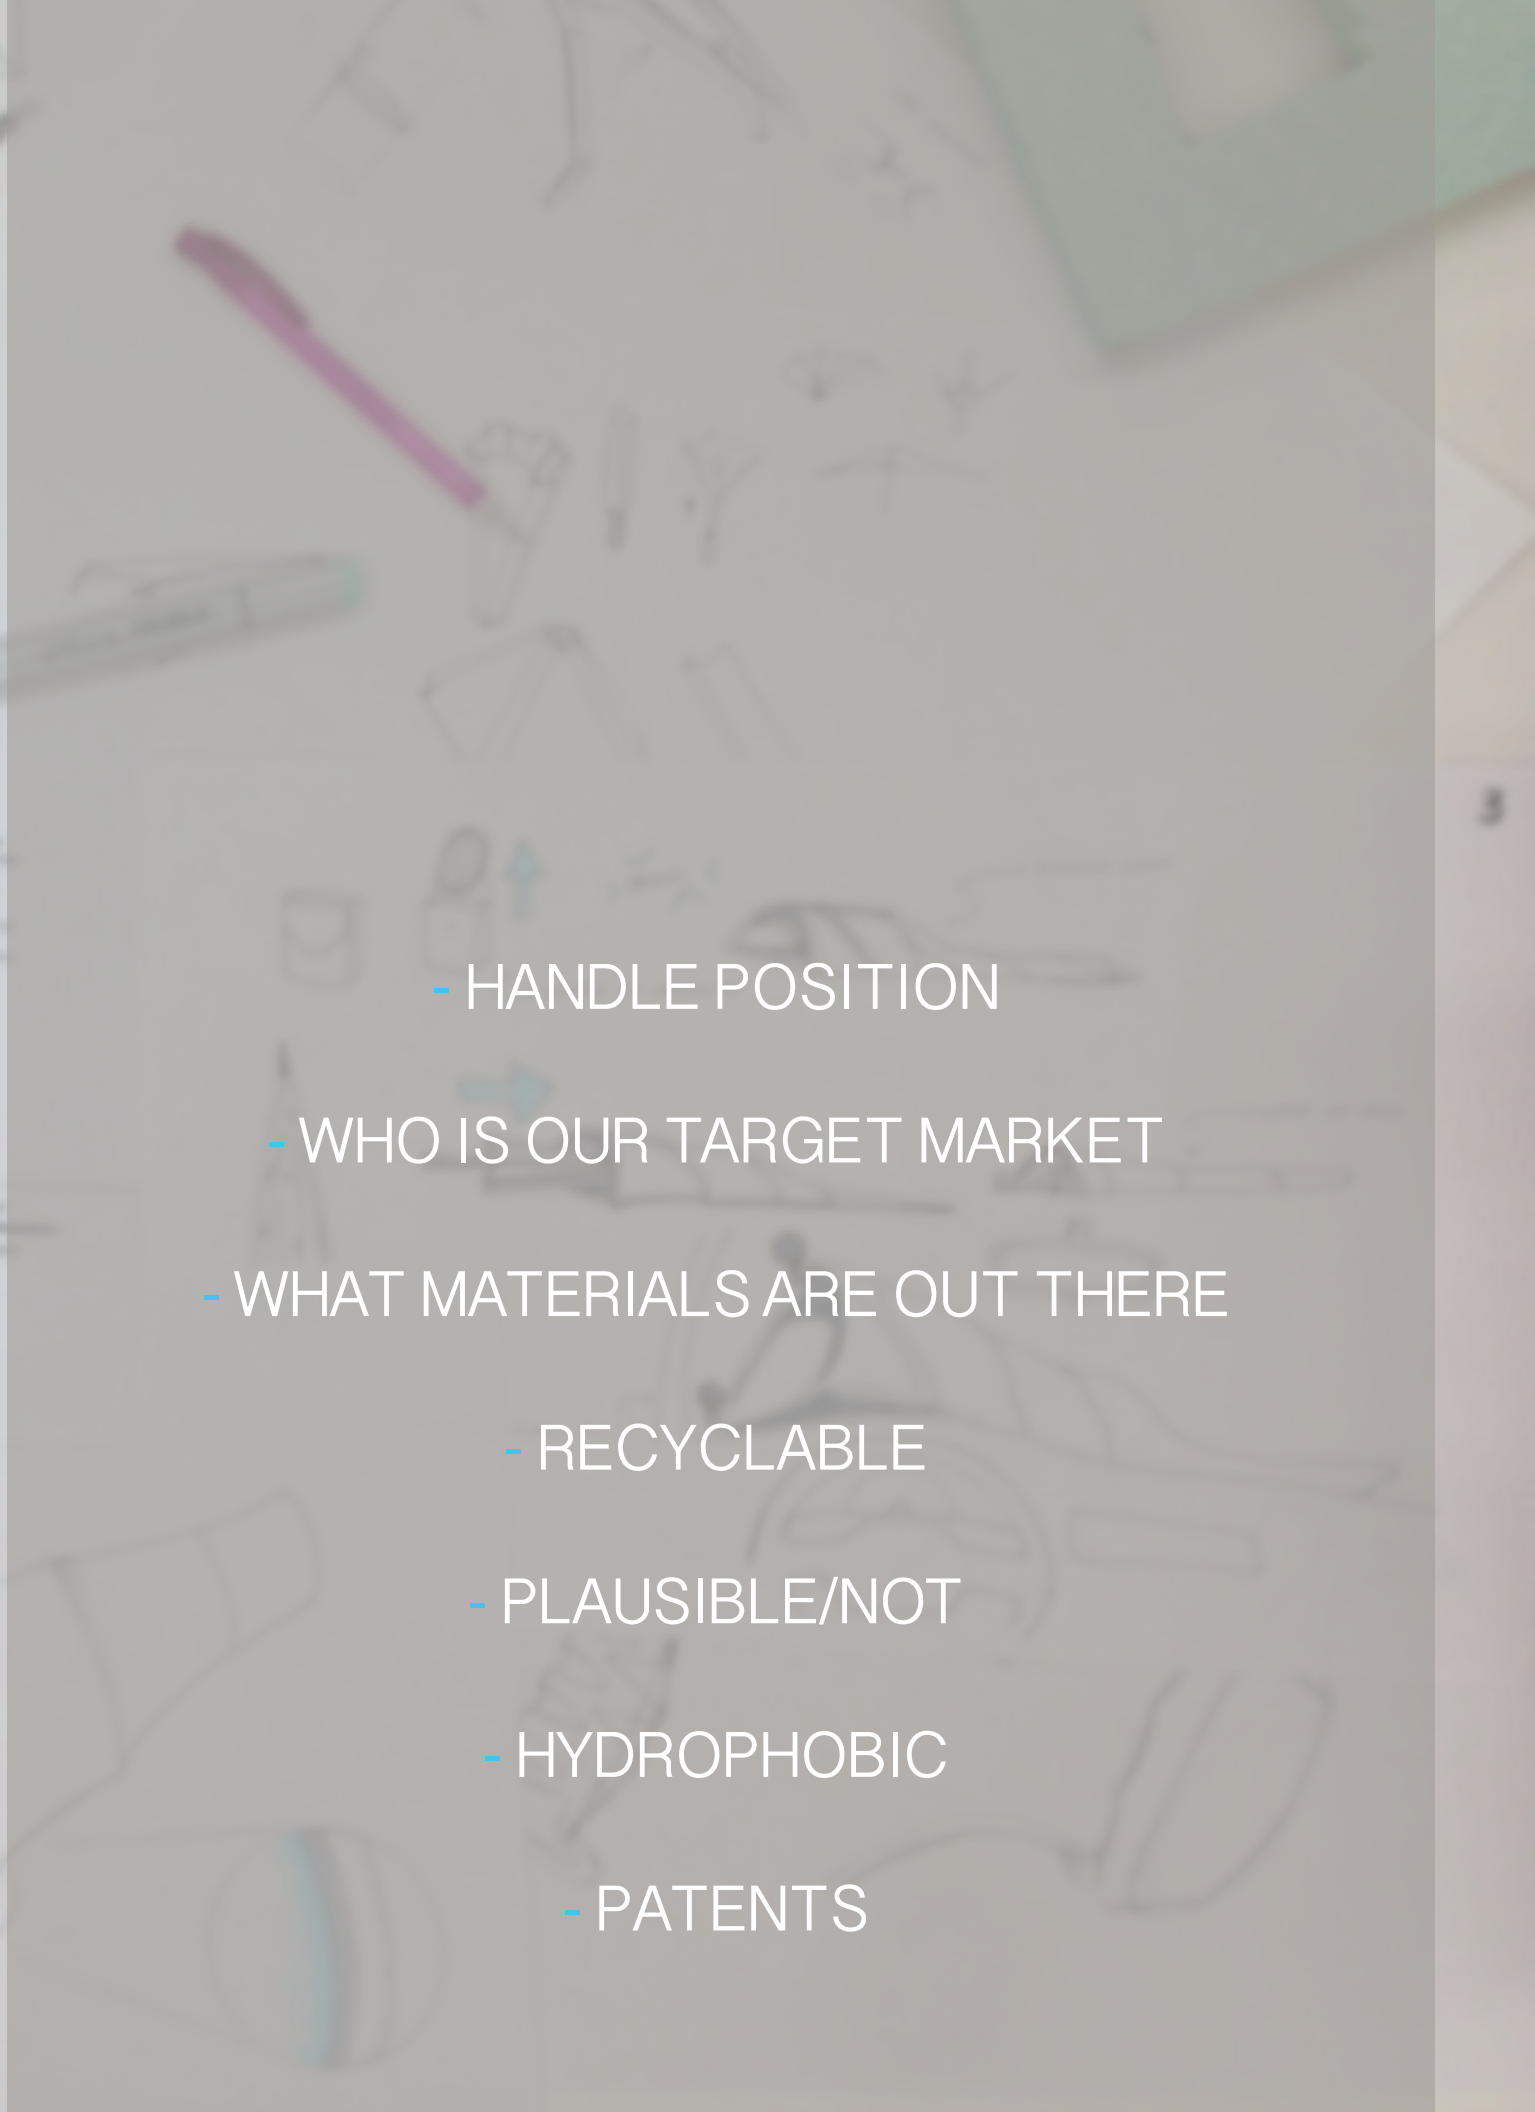 - HANDLE POSITION
- WHO IS OUR TARGET MARKET
- WHAT MATERIALS ARE OUT THERE
- RECYCLABLE
- PLAUSIBLE/NOT
- HYDROPHOBIC
- PATENTS